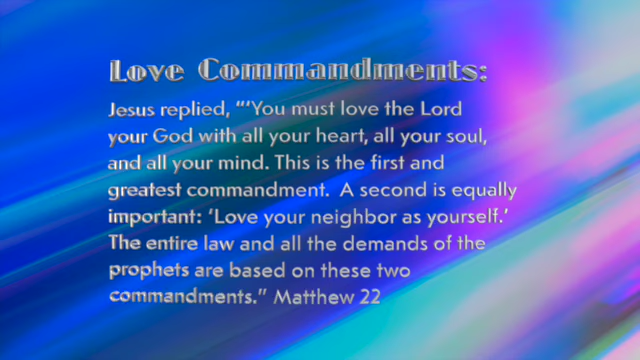 Love Commandments:
Jesus replied, “‘You must love the Lord
your God with all your heart, all your soul,
and all your mind. This is the first and
greatest commandment.  A second is equally
important: ‘Love your neighbor as yourself.’
The entire law and all the demands of the
prophets are based on these two
commandments.” Matthew 22